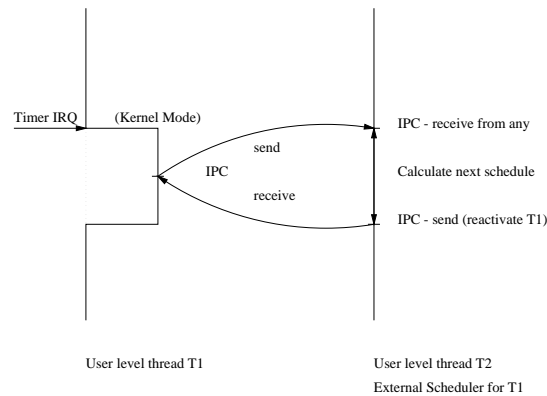 Timer IRQ
(Kernel Mode)
IPC - receive from any
send
IPC
Calculate next schedule
receive
IPC - send (reactivate T1)
User level thread T1
User level thread T2
External Scheduler for T1